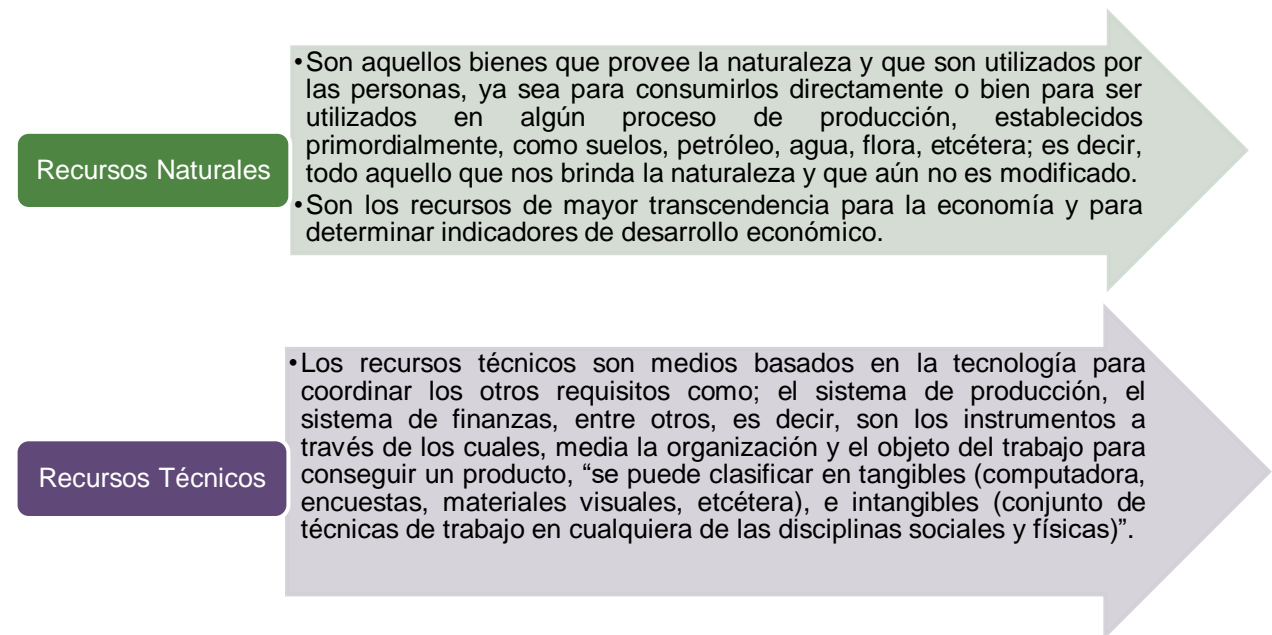 Recursos Naturales
•Son aquellos bienes que provee la naturaleza y que son utilizados por
las personas, ya sea para consumirlos directamente o bien para ser
utilizados en algún proceso de producción, establecidos
primordialmente, como suelos, petróleo, agua, flora, etcétera; es decir,
todo aquello que nos brinda la naturaleza y que aún no es modificado.
•Son los recursos de mayor transcendencia para la economía y para
determinar indicadores de desarrollo económico.
Recursos Técnicos
•Los recursos técnicos son medios basados en la tecnología para
coordinar los otros requisitos como; el sistema de producción, el
sistema de finanzas, entre otros, es decir, son los instrumentos a
través de los cuales, media la organización y el objeto del trabajo para
conseguir un producto, “se puede clasificar en tangibles (computadora,
encuestas, materiales visuales, etcétera), e intangibles (conjunto de
técnicas de trabajo en cualquiera de las disciplinas sociales y físicas)”.